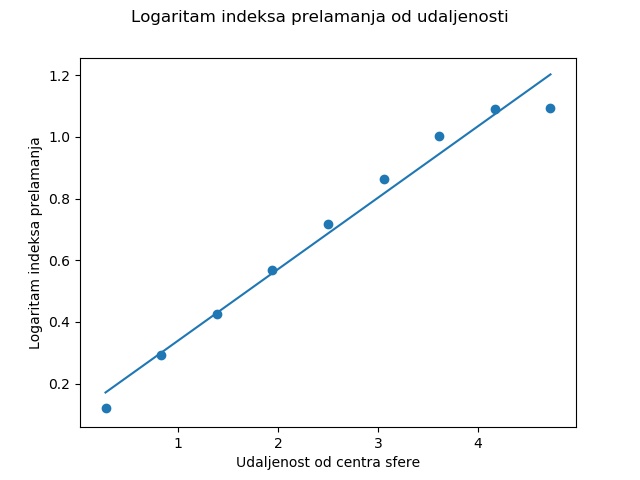 Logaritam indeksa prelamanja od udaljenosti
1.2
1.0
0.8
0.6
0.4
0.2
Logaritam indeksa prelamanja
1 2 3 4
Udaljenost od centra sfere